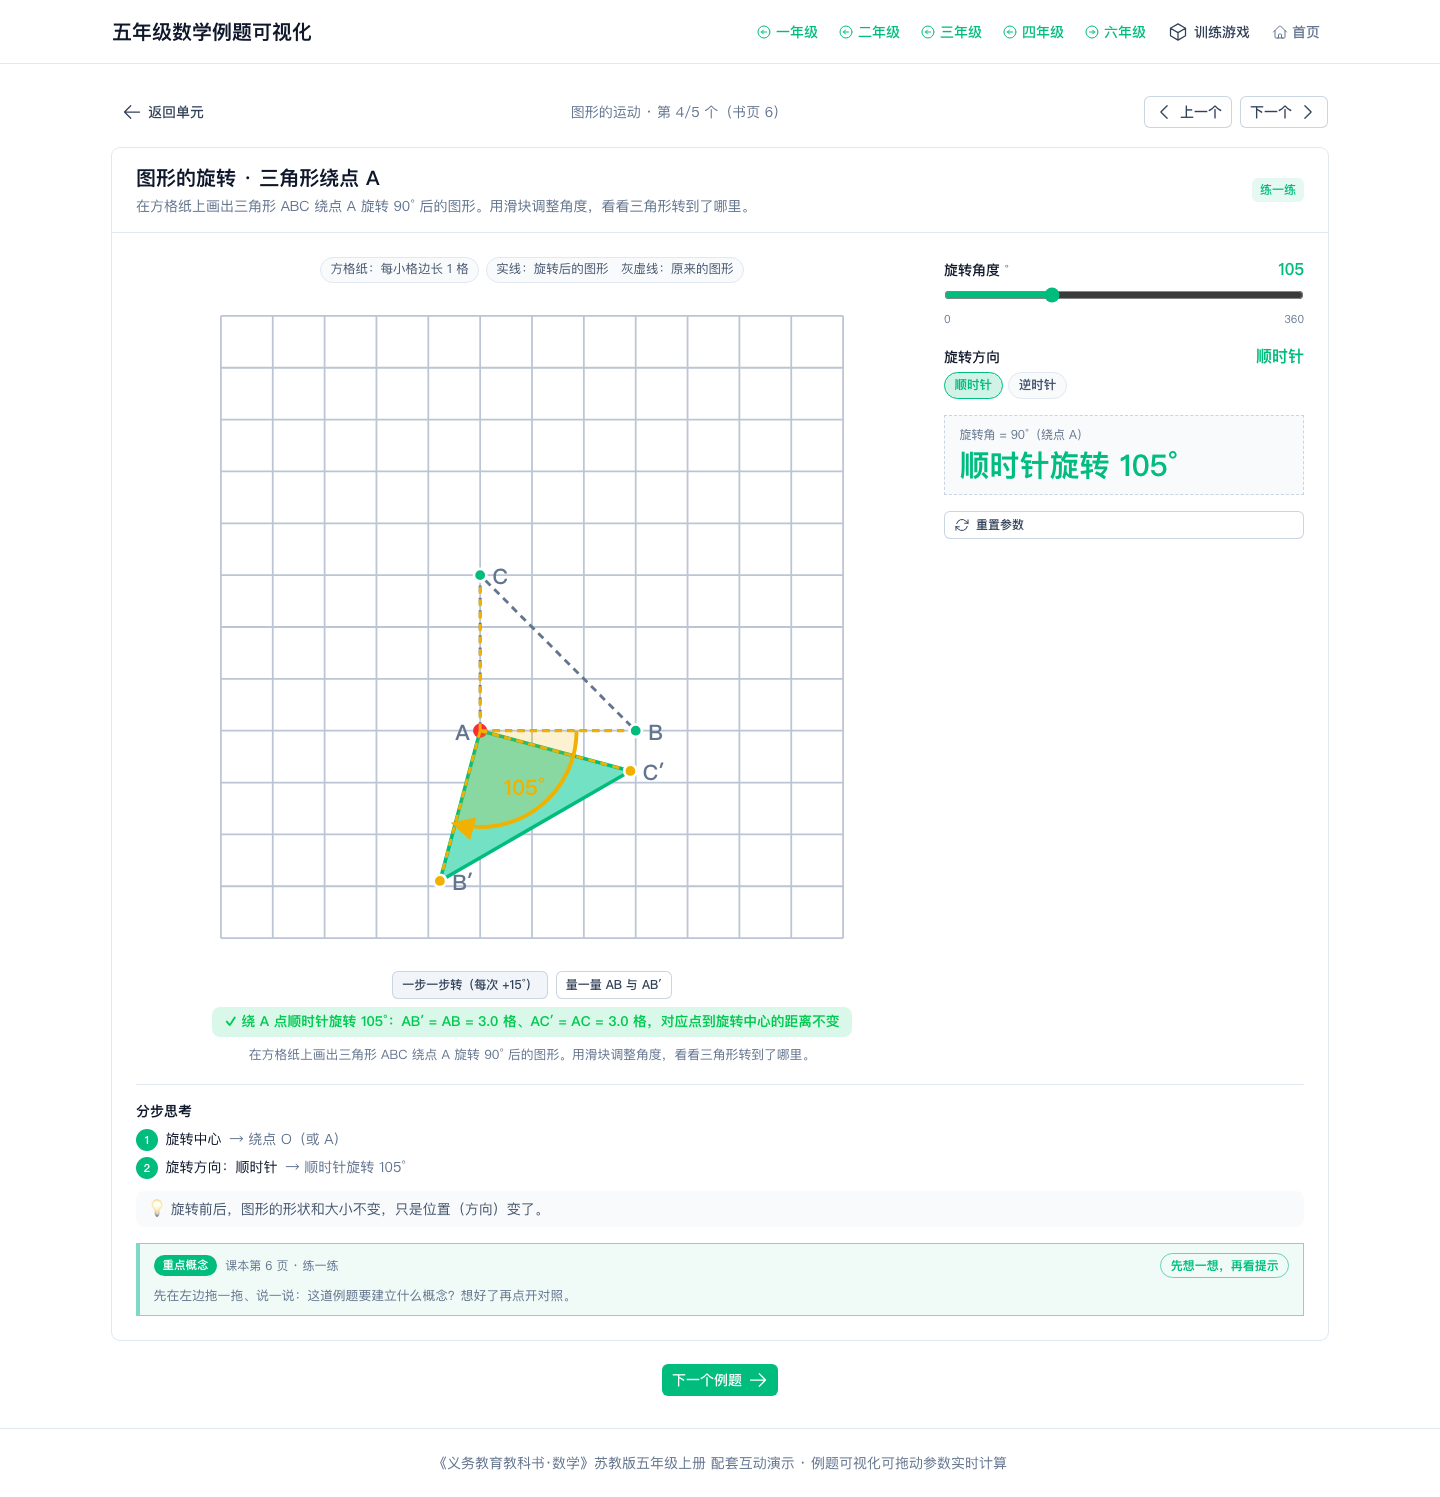 五年级数学例题可视化
一年级 二年级 三年级 四年级 六年级 训练游戏 首页
返回单元
图形的运动 · 第 4/5 个（书页 6）
上一个 下一个
图形的旋转 · 三角形绕点 A
在方格纸上画出三角形 ABC 绕点 A 旋转 90° 后的图形。用滑块调整角度，看看三角形转到了哪里。
练一练
方格纸：每小格边长 1 格
实线：旋转后的图形 灰虚线：原来的图形
C
A
B
C′
105°
B′
旋转角度 ° 105
0 360
旋转方向 顺时针
顺时针 逆时针
旋转角 = 90°（绕点 A）
顺时针旋转 105°
重置参数
一步一步转（每次 +15°） 量一量 AB 与 AB′
✓ 绕 A 点顺时针旋转 105°：AB′ = AB = 3.0 格、AC′ = AC = 3.0 格，对应点到旋转中心的距离不变
在方格纸上画出三角形 ABC 绕点 A 旋转 90° 后的图形。用滑块调整角度，看看三角形转到了哪里。
分步思考
1 旋转中心 → 绕点 O（或 A）
2 旋转方向：顺时针 → 顺时针旋转 105°
💡 旋转前后，图形的形状和大小不变，只是位置（方向）变了。
重点概念 课本第 6 页 · 练一练
先想一想，再看提示
先在左边拖一拖、说一说：这道例题要建立什么概念？想好了再点开对照。
下一个例题 →
《义务教育教科书·数学》苏教版五年级上册 配套互动演示 · 例题可视化可拖动参数实时计算